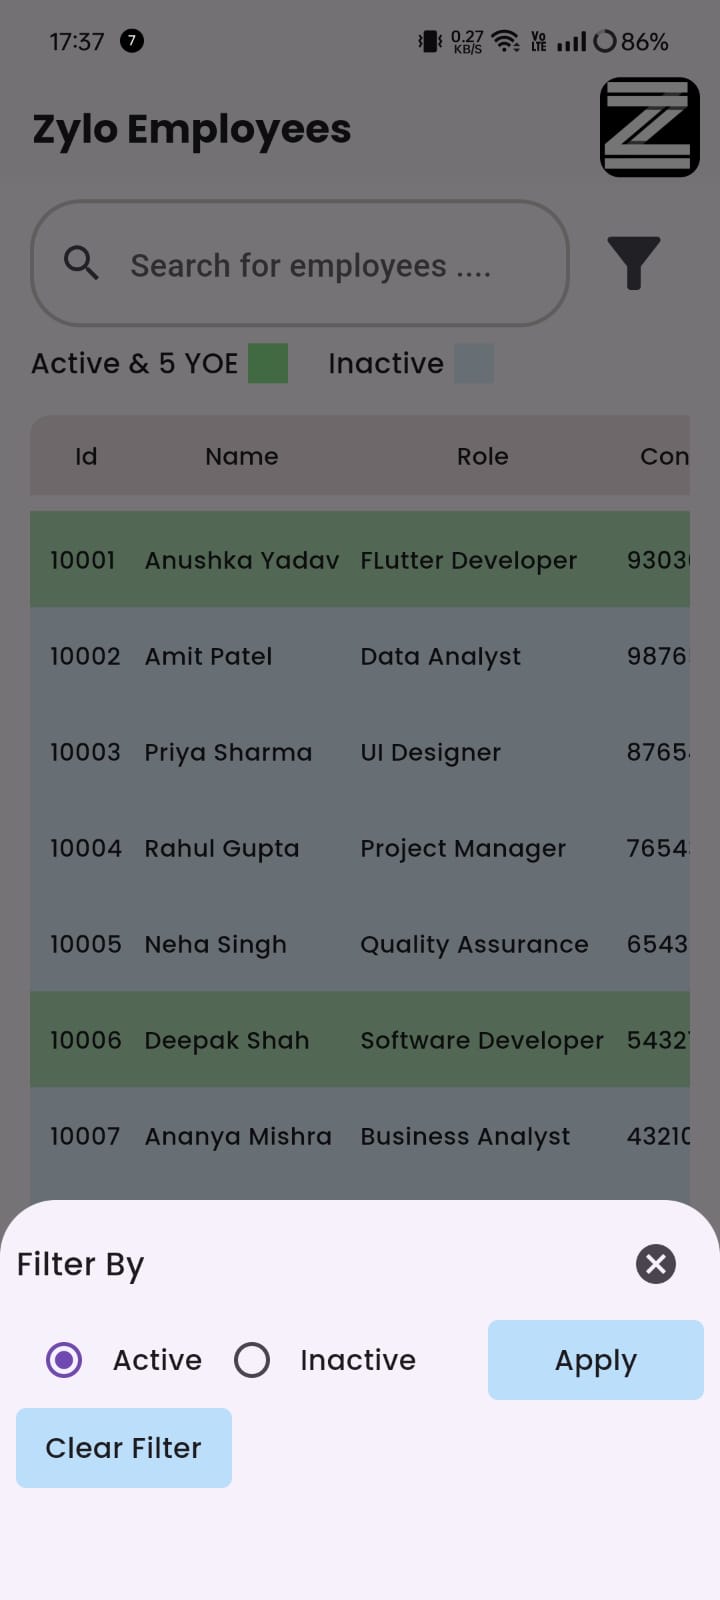 17:37 7 0.27 KB/S Vo LTE 86%
Zylo Employees
Search for employees ....
Active & 5 YOE Inactive
Id Name Role Con
10001 Anushka Yadav FLutter Developer 9303
10002 Amit Patel Data Analyst 9876
10003 Priya Sharma UI Designer 8765
10004 Rahul Gupta Project Manager 7654
10005 Neha Singh Quality Assurance 6543
10006 Deepak Shah Software Developer 5432
10007 Ananya Mishra Business Analyst 4321
Filter By
Active Inactive Apply
Clear Filter